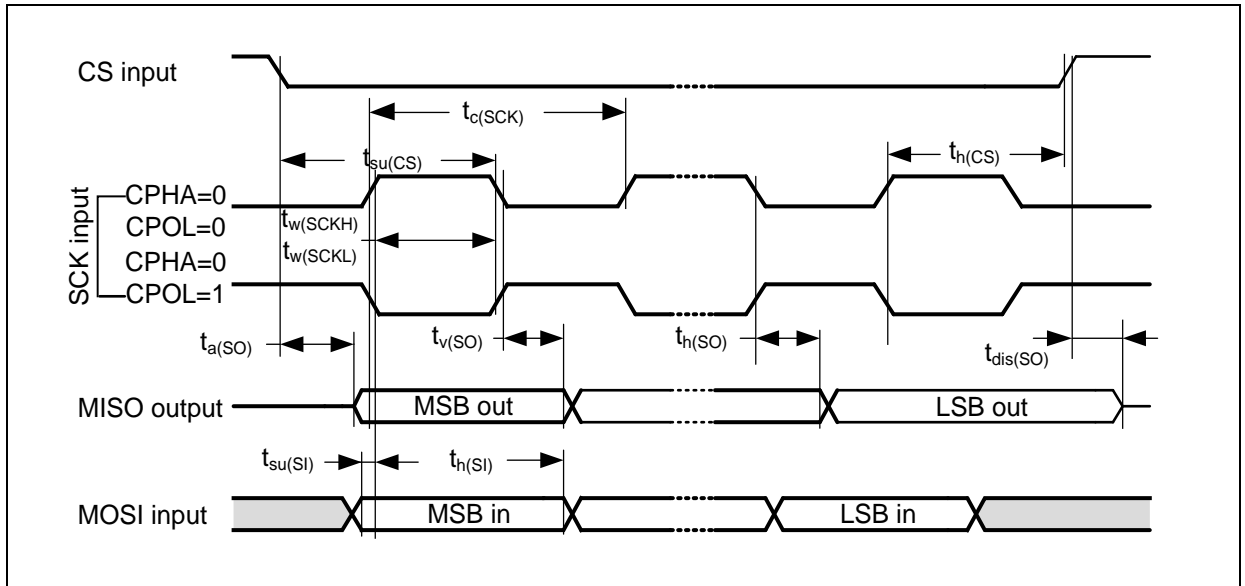 CS input
tc(SCK)
tsu(CS)
th(CS)
SCK input
CPHA=0
CPOL=0
CPHA=0
CPOL=1
tw(SCKH)
tw(SCKL)
ta(SO)
tv(SO)
th(SO)
tdis(SO)
MISO output
MSB out
LSB out
tsu(SI)
th(SI)
MOSI input
MSB in
LSB in